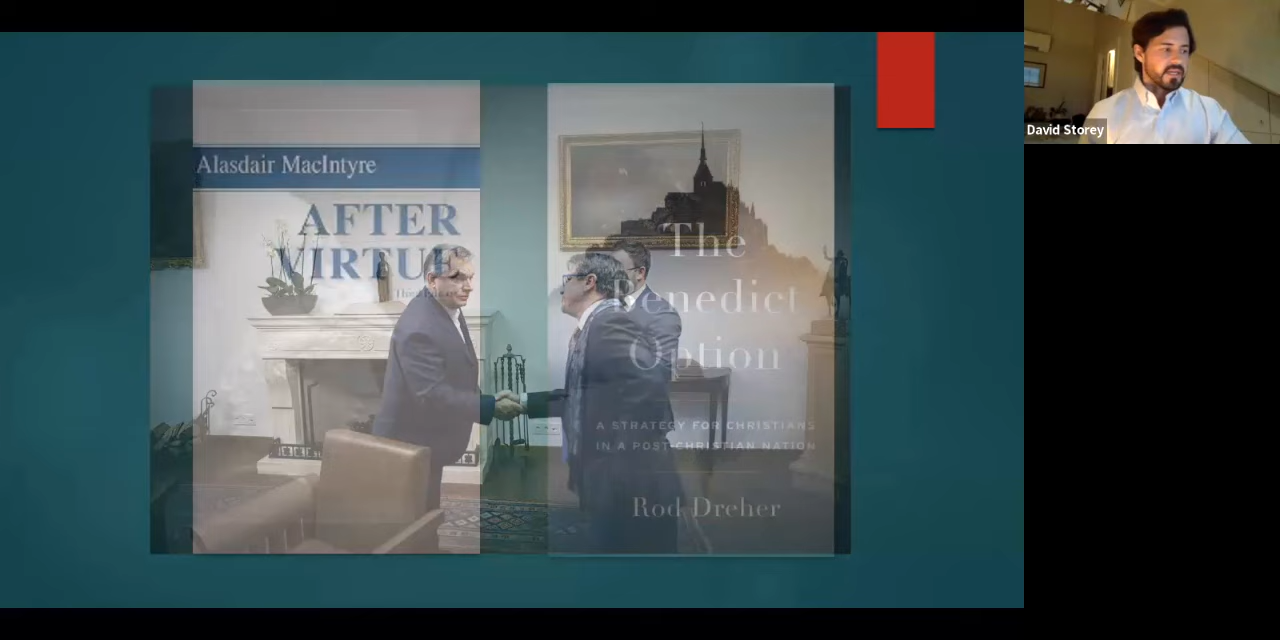 Alasdair MacIntyre
AFTER
VIRTUE
The
Benedict
Option
A STRATEGY FOR CHRISTIANS
IN A POST-CHRISTIAN NATION
Rod Dreher
David Storey